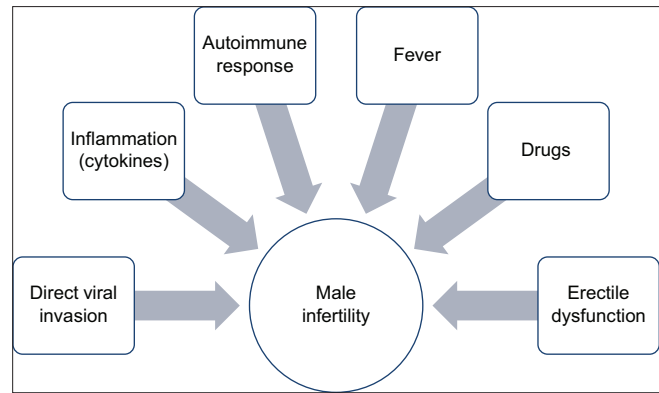 Autoimmune
response
Fever
Inflammation
(cytokines)
Drugs
Direct viral
invasion
Male
infertility
Erectile
dysfunction